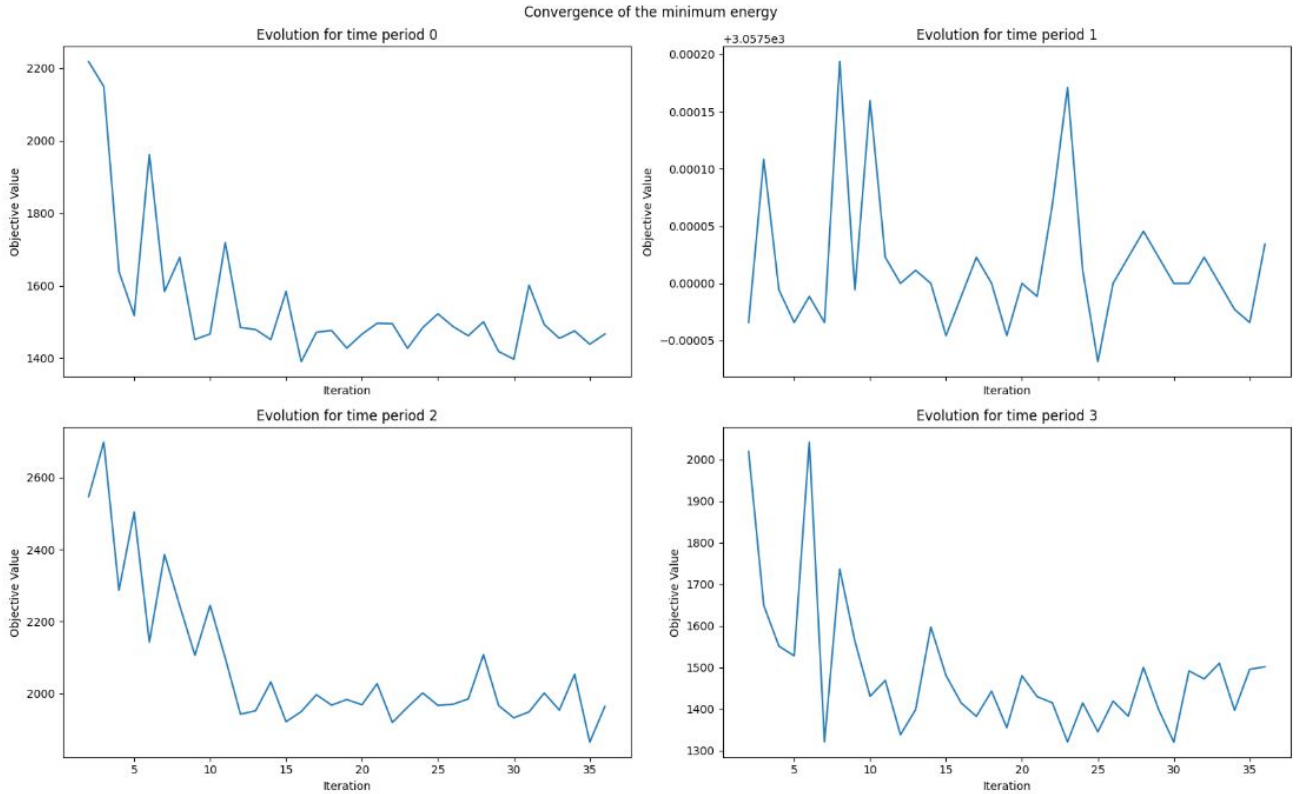 Convergence of the minimum energy
Evolution for time period 0
2200
2000
1800
1600
1400
Objective Value
Iteration
Evolution for time period 1
+3.0575e3
0.00020
0.00015
0.00010
0.00005
0.00000
−0.00005
Objective Value
Iteration
Evolution for time period 2
2600
2400
2200
2000
Objective Value
5 10 15 20 25 30 35
Iteration
Evolution for time period 3
2000
1900
1800
1700
1600
1500
1400
1300
Objective Value
5 10 15 20 25 30 35
Iteration